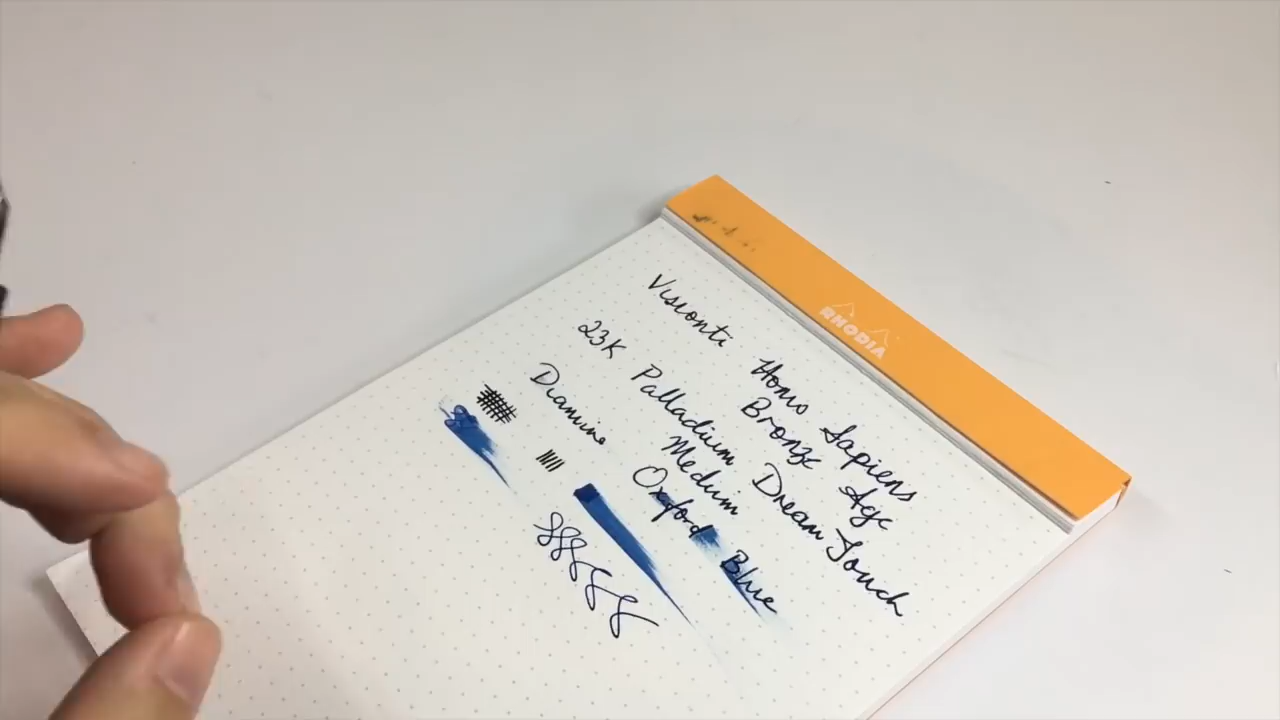 RHODIA
Visconti Homo Sapiens
Bronze Age
23K Palladium Dream Touch
Medium
Diamine Oxford Blue